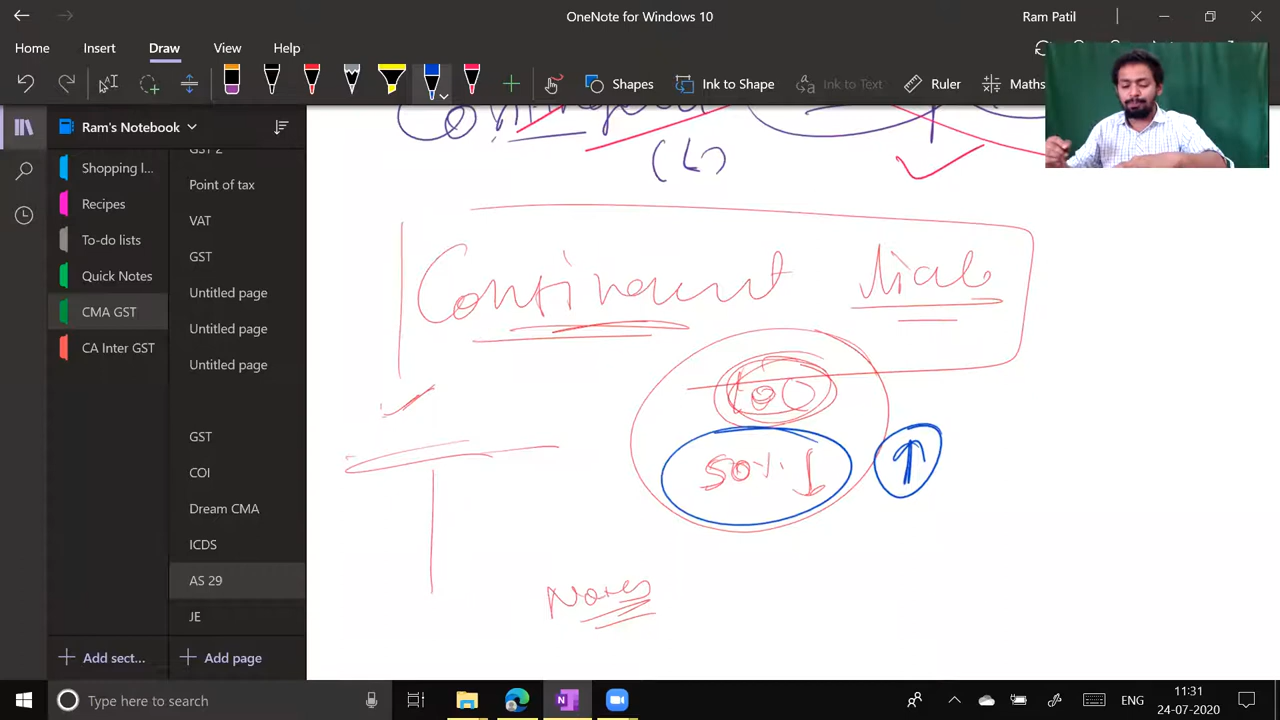 OneNote for Windows 10
Ram Patil
Home
Insert
Draw
View
Help
Shapes
Ink to Shape
Ink to Text
Ruler
Maths
Ram's Notebook
Shopping l...
Recipes
To-do lists
Quick Notes
CMA GST
CA Inter GST
GST 2
Point of tax
VAT
GST
Untitled page
Untitled page
Untitled page
GST
COI
Dream CMA
ICDS
AS 29
JE
Add sect...
Add page
(L)
50% ↓
↑
Notes
Type here to search
ENG
11:31
24-07-2020